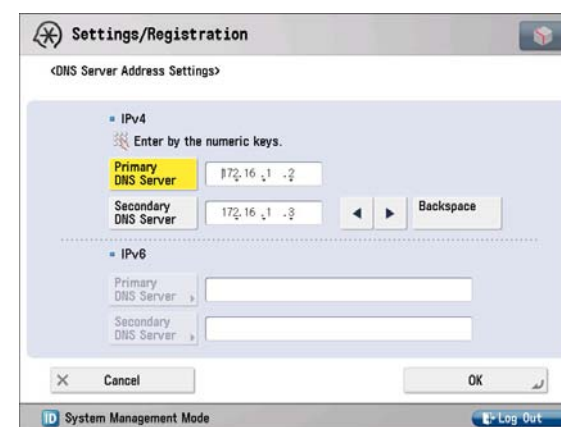 Settings/Registration
<DNS Server Address Settings>
IPv4
Enter by the numeric keys.
Primary
DNS Server
172.16 .1 .2
Secondary
DNS Server
172.16 .1 .3
Backspace
IPv6
Primary
DNS Server
Secondary
DNS Server
Cancel
OK
ID System Management Mode
Log Out